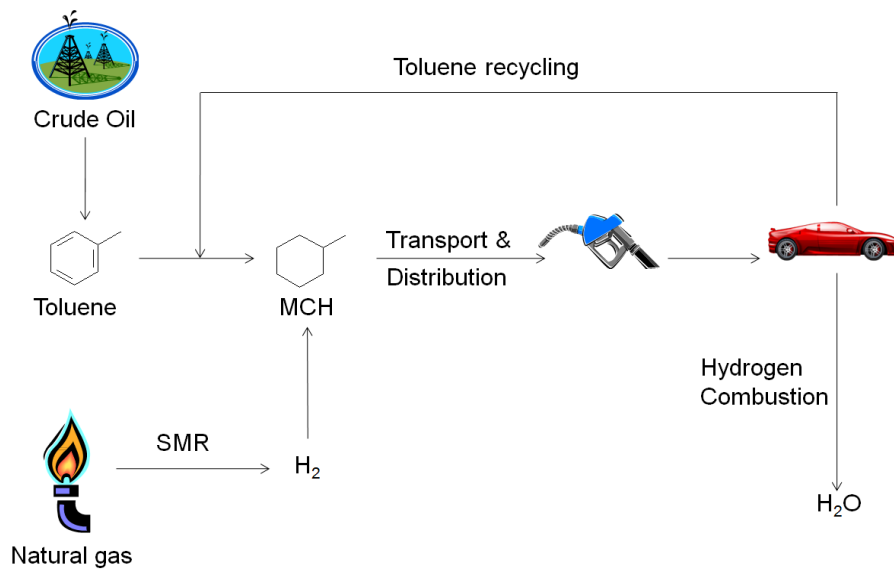 Toluene recycling
Crude Oil
Transport &
Distribution
Toluene
MCH
Hydrogen
Combustion
SMR
H₂
H₂O
Natural gas